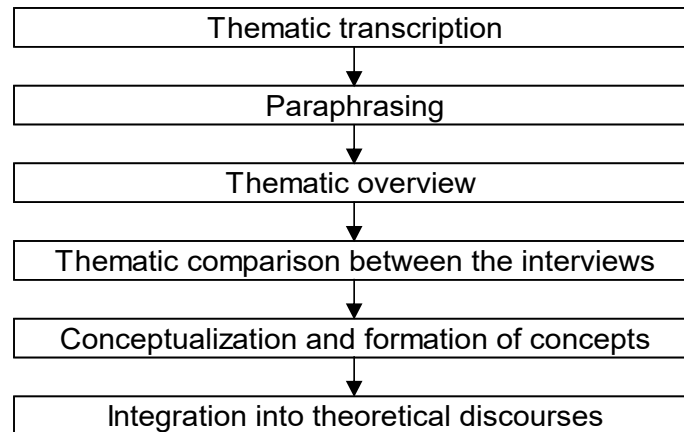 Thematic transcription
Paraphrasing
Thematic overview
Thematic comparison between the interviews
Conceptualization and formation of concepts
Integration into theoretical discourses